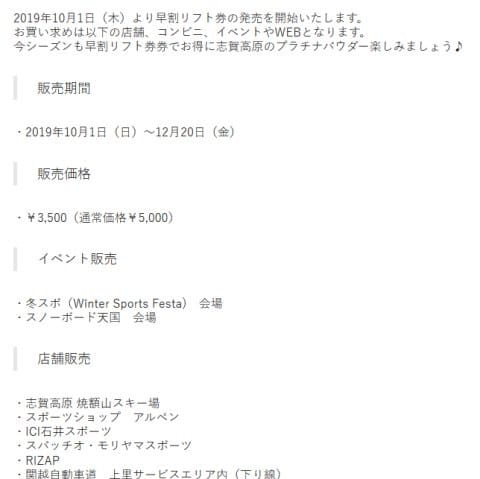 2019年10月1日（木）より早割リフト券の発売を開始いたします。
お買い求めは以下の店舗、コンビニ、イベントやWEBとなります。
今シーズンも早割リフト券券でお得に志賀高原のプラチナパウダー楽しみましょう♪
販売期間
・2019年10月1日（日）～12月20日（金）
販売価格
・￥3,500（通常価格￥5,000）
イベント販売
・冬スポ（Winter Sports Festa） 会場
・スノーボード天国　会場
店舗販売
・志賀高原 焼額山スキー場
・スポーツショップ　アルペン
・ICI石井スポーツ
・スパッチオ・モリヤマスポーツ
・RIZAP
・関越自動車道　上里サービスエリア内（下り線）